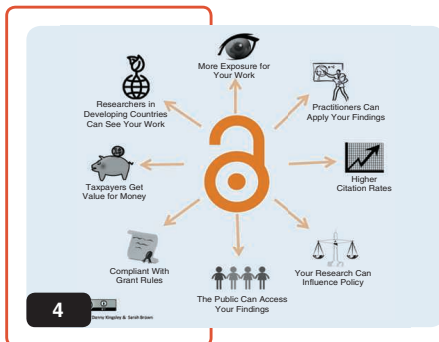 More Exposure for
Your Work
Researchers in
Developing Countries
Can See Your Work
Practitioners Can
Apply Your Findings
Taxpayers Get
Value for Money
Higher
Citation Rates
Compliant With
Grant Rules
Your Research Can
Influence Policy
The Public Can Access
Your Findings
4
Danny Kingsley & Sarah Brown